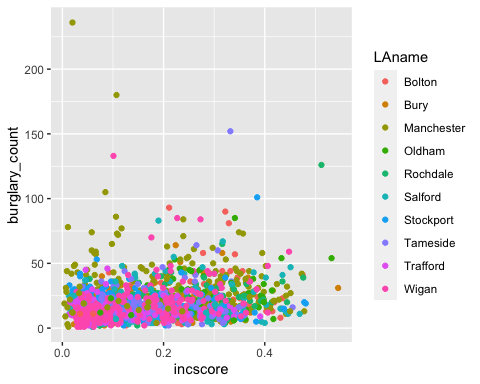 burglary_count
200
150
100
50
0
0.0
0.2
0.4
incscore
LAname
Bolton
Bury
Manchester
Oldham
Rochdale
Salford
Stockport
Tameside
Trafford
Wigan